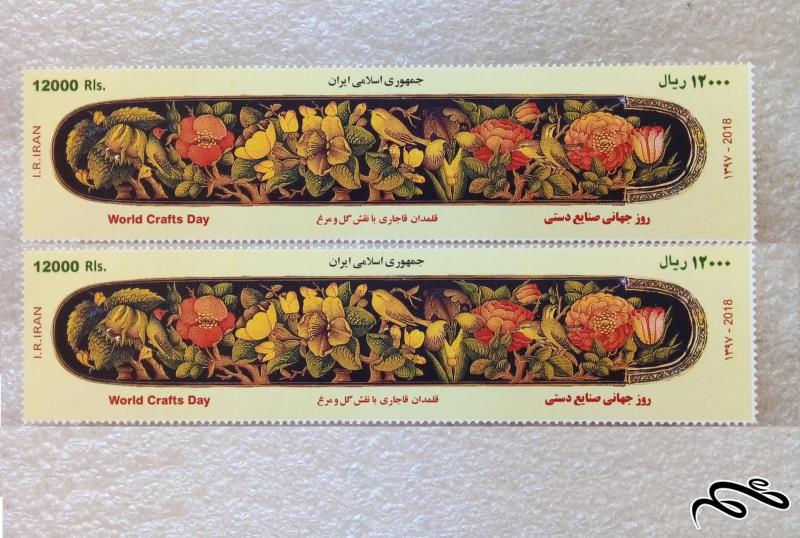 12000 Rls. جمهوری اسلامی ایران ۱۲۰۰۰ ریال
I.R.IRAN
۱۳۹۷ - 2018
World Crafts Day قلمدان قاجاری با نقش گل و مرغ روز جهانی صنایع دستی
12000 Rls. جمهوری اسلامی ایران ۱۲۰۰۰ ریال
I.R.IRAN
۱۳۹۷ - 2018
World Crafts Day قلمدان قاجاری با نقش گل و مرغ روز جهانی صنایع دستی